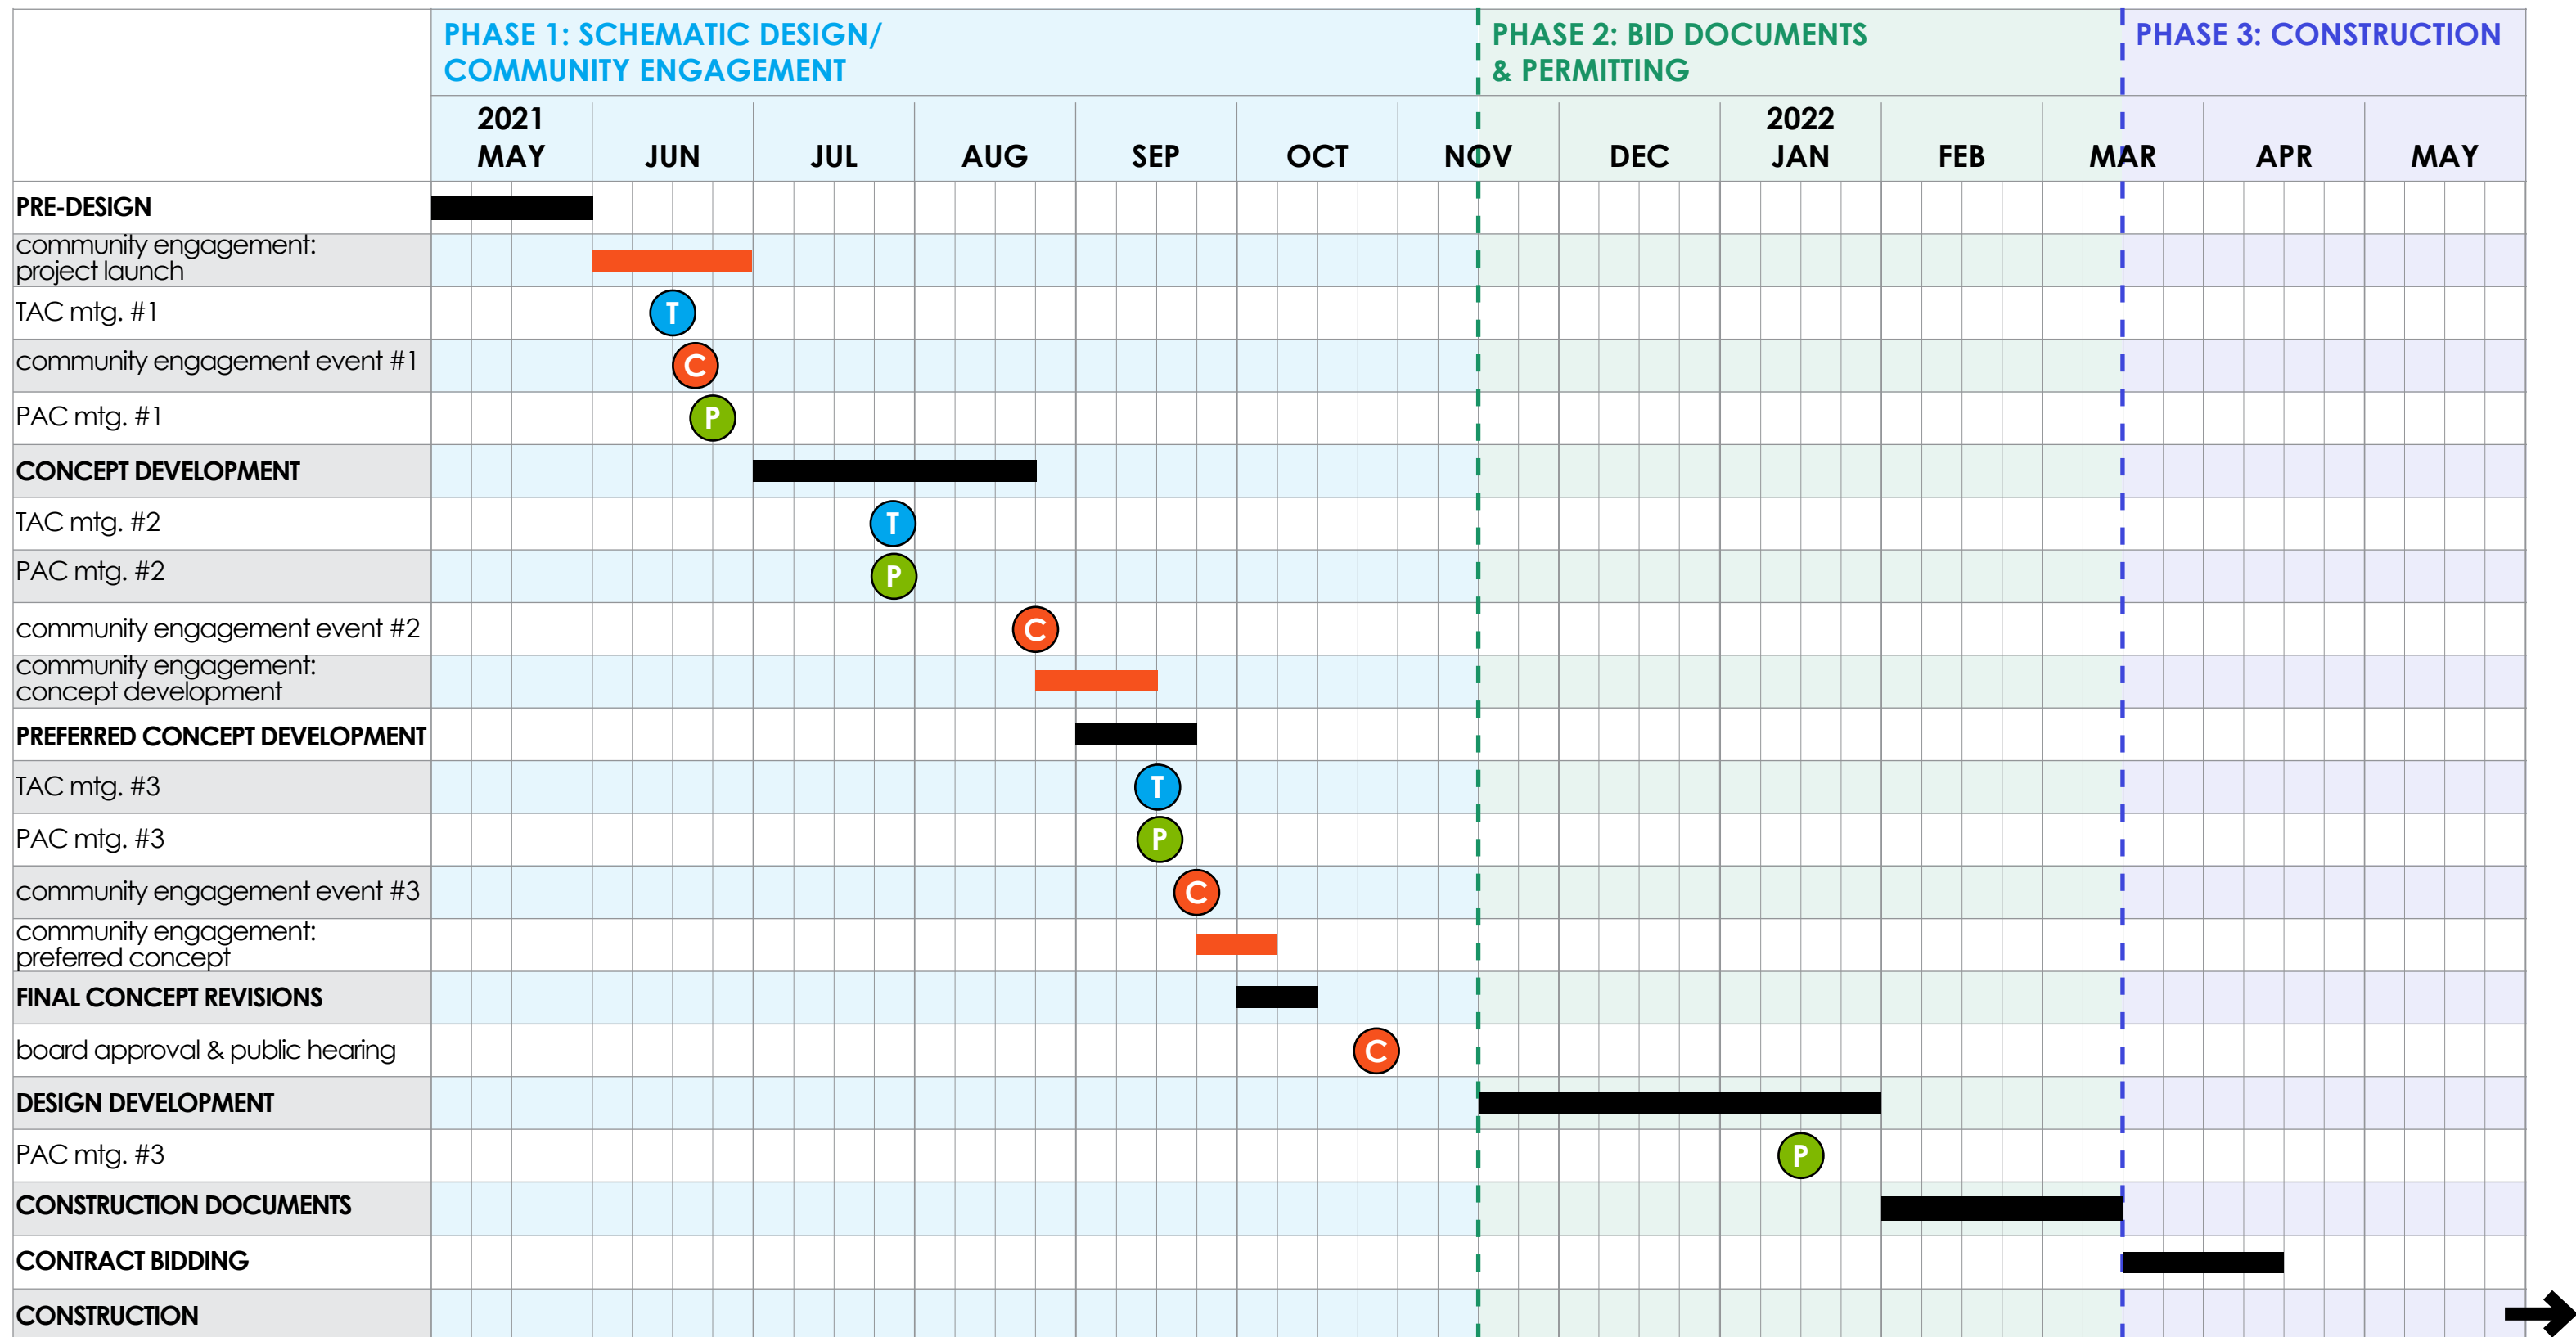 PHASE 1: SCHEMATIC DESIGN/
COMMUNITY ENGAGEMENT
PHASE 2: BID DOCUMENTS
& PERMITTING
PHASE 3: CONSTRUCTION
2021
2022
MAY JUN JUL AUG SEP OCT NOV DEC JAN FEB MAR APR MAY
PRE-DESIGN
community engagement:
project launch
TAC mtg. #1
T
community engagement event #1
C
PAC mtg. #1
P
CONCEPT DEVELOPMENT
TAC mtg. #2
T
PAC mtg. #2
P
community engagement event #2
C
community engagement:
concept development
PREFERRED CONCEPT DEVELOPMENT
TAC mtg. #3
T
PAC mtg. #3
P
community engagement event #3
C
community engagement:
preferred concept
FINAL CONCEPT REVISIONS
board approval & public hearing
C
DESIGN DEVELOPMENT
PAC mtg. #3
P
CONSTRUCTION DOCUMENTS
CONTRACT BIDDING
CONSTRUCTION